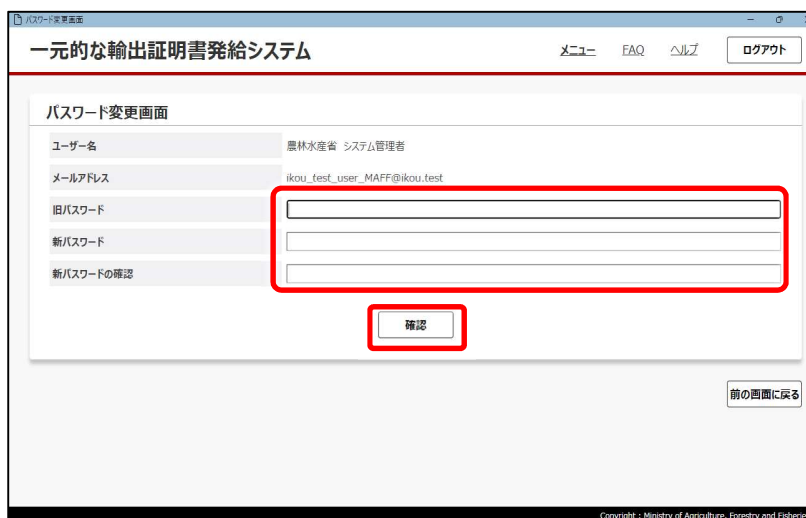 パスワード変更画面
一元的な輸出証明書発給システム メニュー FAQ ヘルプ ログアウト
パスワード変更画面
ユーザー名 農林水産省 システム管理者
メールアドレス ikou_test_user_MAFF@ikou.test
旧パスワード
新パスワード
新パスワードの確認
確認
前の画面に戻る
Copyright : Ministry of Agriculture, Forestry and Fisherie